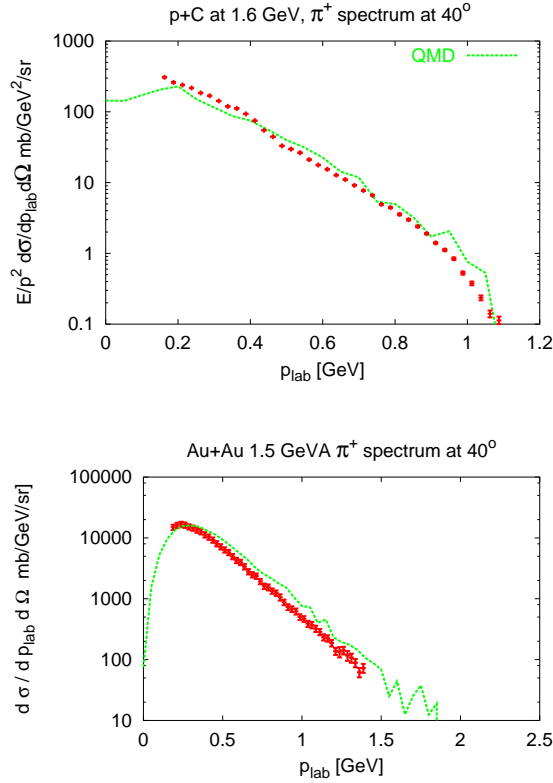 p+C at 1.6 GeV, π⁺ spectrum at 40°
E/p² dσ/dp_lab dΩ mb/GeV²/sr
1000
100
10
1
0.1
QMD
0 0.2 0.4 0.6 0.8 1 1.2
p_lab [GeV]
Au+Au 1.5 GeVA π⁺ spectrum at 40°
d σ / d p_lab d Ω mb/GeV/sr]
100000
10000
1000
100
10
0 0.5 1 1.5 2 2.5
p_lab [GeV]